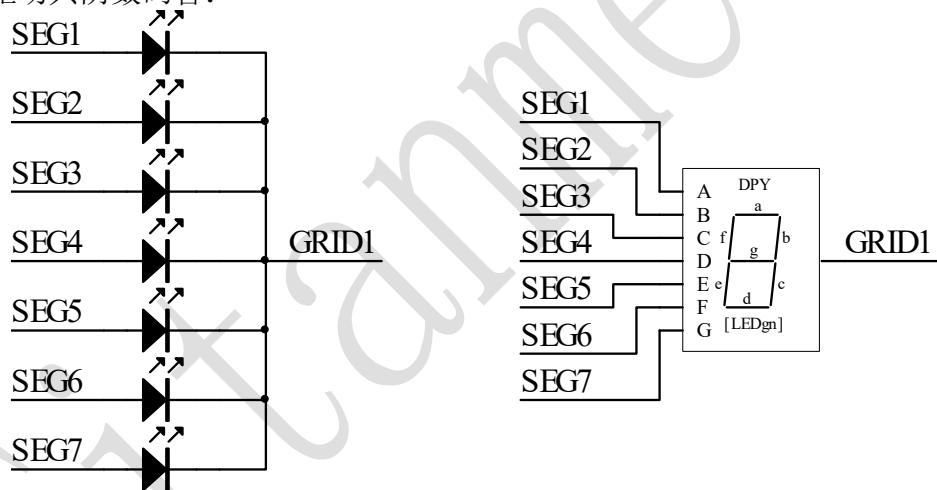 SEG1
SEG2
SEG3
SEG4
SEG5
SEG6
SEG7
GRID1
SEG1
SEG2
SEG3
SEG4
SEG5
SEG6
SEG7
A
B
C
D
E
F
G
DPY
a
f
b
g
e
c
d
[LEDgn]
GRID1